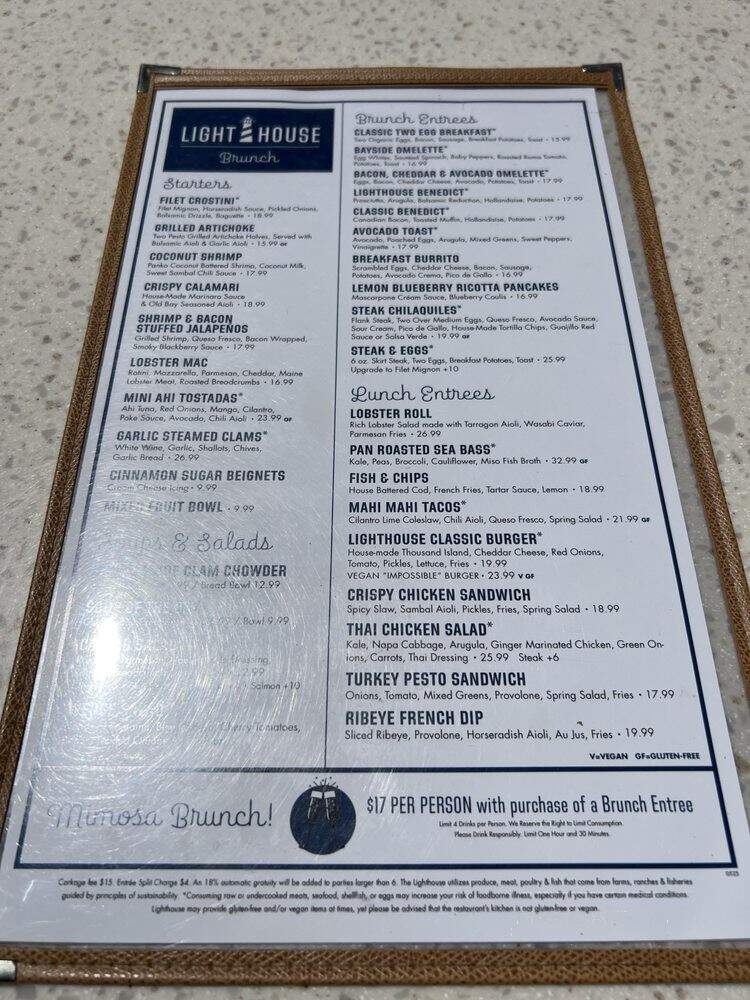 LIGHT HOUSE
Brunch
Starters
FILET CROSTINI*
Filet Mignon, Horseradish Sauce, Pickled Onions,
Balsamic Drizzle, Baguette • 18.99
GRILLED ARTICHOKE
Two Pesto Grilled Artichoke Halves, Served with
Balsamic Aioli & Garlic Aioli • 15.99 GF
COCONUT SHRIMP
Panko Coconut Battered Shrimp, Coconut Milk,
Sweet Sambal Chili Sauce • 17.99
CRISPY CALAMARI
House-Made Marinara Sauce
& Old Bay Seasoned Aioli • 18.99
SHRIMP & BACON
STUFFED JALAPEÑOS
Grilled Shrimp, Queso Fresco, Bacon Wrapped,
Smoky Blackberry Sauce • 17.99
LOBSTER MAC
Rotini, Mozzarella, Parmesan, Cheddar, Maine
Lobster Meat, Roasted Breadcrumbs • 16.99
MINI AHI TOSTADAS*
Ahi Tuna, Red Onions, Mango, Cilantro,
Poke Sauce, Avocado, Chili Aioli • 23.99 GF
GARLIC STEAMED CLAMS*
White Wine, Garlic, Shallots, Chives,
Garlic Bread • 26.99
CINNAMON SUGAR BEIGNETS
Cream Cheese Icing • 9.99
MIXED FRUIT BOWL • 9.99
& Salads
CLAM CHOWDER
Bread Bowl 12.99
Bowl 9.99
Dressing,
Salmon +10
Cherry Tomatoes,
Brunch Entrees
CLASSIC TWO EGG BREAKFAST*
Two Organic Eggs, Bacon, Sausage, Breakfast Potatoes, Toast • 15.99
BAYSIDE OMELETTE*
Egg Whites, Sautéed Spinach, Baby Peppers, Roasted Roma Tomato,
Potatoes, Toast • 16.99
BACON, CHEDDAR & AVOCADO OMELETTE*
Eggs, Bacon, Cheddar Cheese, Avocado, Potatoes, Toast • 17.99
LIGHTHOUSE BENEDICT*
Prosciutto, Arugula, Balsamic Reduction, Hollandaise, Potatoes • 17.99
CLASSIC BENEDICT*
Canadian Bacon, Toasted Muffin, Hollandaise, Potatoes • 17.99
AVOCADO TOAST*
Avocado, Poached Eggs, Arugula, Mixed Greens, Sweet Peppers,
Vinaigrette • 17.99
BREAKFAST BURRITO
Scrambled Eggs, Cheddar Cheese, Bacon, Sausage,
Potatoes, Avocado Crema, Pico de Gallo • 16.99
LEMON BLUEBERRY RICOTTA PANCAKES
Mascarpone Cream Sauce, Blueberry Coulis • 16.99
STEAK CHILAQUILES*
Flank Steak, Two Over Medium Eggs, Queso Fresco, Avocado Sauce,
Sour Cream, Pico de Gallo, House-Made Tortilla Chips, Guajillo Red
Sauce or Salsa Verde • 19.99 GF
STEAK & EGGS*
6 oz. Skirt Steak, Two Eggs, Breakfast Potatoes, Toast • 25.99
Upgrade to Filet Mignon +10
Lunch Entrees
LOBSTER ROLL
Rich Lobster Salad made with Tarragon Aioli, Wasabi Caviar,
Parmesan Fries • 26.99
PAN ROASTED SEA BASS*
Kale, Peas, Broccoli, Cauliflower, Miso Fish Broth • 32.99 GF
FISH & CHIPS
House Battered Cod, French Fries, Tartar Sauce, Lemon • 18.99
MAHI MAHI TACOS*
Cilantro Lime Coleslaw, Chili Aioli, Queso Fresco, Spring Salad • 21.99 GF
LIGHTHOUSE CLASSIC BURGER*
House-made Thousand Island, Cheddar Cheese, Red Onions,
Tomato, Pickles, Lettuce, Fries • 19.99
VEGAN "IMPOSSIBLE" BURGER • 23.99 V GF
CRISPY CHICKEN SANDWICH
Spicy Slaw, Sambal Aioli, Pickles, Fries, Spring Salad • 18.99
THAI CHICKEN SALAD*
Kale, Napa Cabbage, Arugula, Ginger Marinated Chicken, Green On-
ions, Carrots, Thai Dressing • 25.99 Steak +6
TURKEY PESTO SANDWICH
Onions, Tomato, Mixed Greens, Provolone, Spring Salad, Fries • 17.99
RIBEYE FRENCH DIP
Sliced Ribeye, Provolone, Horseradish Aioli, Au Jus, Fries • 19.99
V=VEGAN GF=GLUTEN-FREE
Mimosa Brunch!
$17 PER PERSON with purchase of a Brunch Entree
Limit 4 Drinks per Person. We Reserve the Right to Limit Consumption.
Please Drink Responsibly. Limit One Hour and 30 Minutes.
0523
Corkage fee $15. Entrée Split Charge $4. An 18% automatic gratuity will be added to parties larger than 6. The Lighthouse utilizes produce, meat, poultry & fish that come from farms, ranches & fisheries
guided by principles of sustainability. *Consuming raw or undercooked meats, seafood, shellfish, or eggs may increase your risk of foodborne illness, especially if you have certain medical conditions.
Lighthouse may provide gluten-free and/or vegan items at times, yet please be advised that the restaurant's kitchen is not gluten-free or vegan.